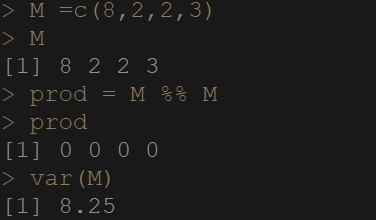 > M =c(8,2,2,3)
> M
[1] 8 2 2 3
> prod = M %% M
> prod
[1] 0 0 0 0
> var(M)
[1] 8.25